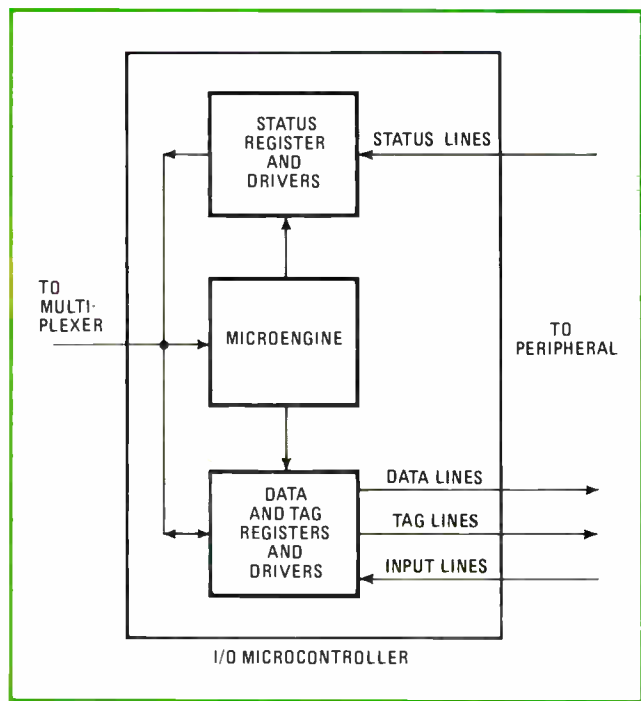 STATUS
REGISTER
AND
DRIVERS
STATUS LINES
TO
MULTI-
PLEXER
MICROENGINE
TO
PERIPHERAL
DATA
AND TAG
REGISTERS
AND
DRIVERS
DATA LINES
TAG LINES
INPUT LINES
I/O MICROCONTROLLER